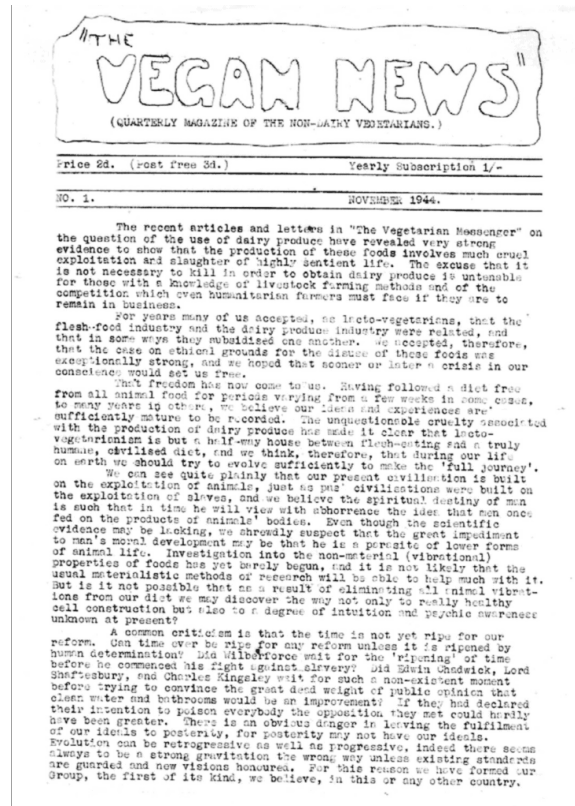 "THE
VEGAN NEWS"
(QUARTERLY MAGAZINE OF THE NON-DAIRY VEGETARIANS.)
Price 2d. (Post free 3d.) Yearly Subscription 1/-
NO. 1. NOVEMBER 1944.
The recent articles and letters in "The Vegetarian Messenger" on
the question of the use of dairy produce have revealed very strong
evidence to show that the production of these foods involves much cruel
exploitation and slaughter of highly sentient life. The excuse that it
is not necessary to kill in order to obtain dairy produce is untenable
for those with a knowledge of livestock farming methods and of the
competition which even humanitarian farmers must face if they are to
remain in business.
For years many of us accepted, as lacto-vegetarians, that the
flesh-food industry and the dairy produce industry were related, and
that in some ways they subsidised one another. We accepted, therefore,
that the case on ethical grounds for the disuse of these foods was
exceptionally strong, and we hoped that sooner or later a crisis in our
conscience would set us free.
That freedom has now come to us. Having followed a diet free
from all animal food for periods varying from a few weeks in some cases,
to many years in others, we believe our ideas and experiences are
sufficiently mature to be recorded. The unquestionable cruelty associated
with the production of dairy produce has made it clear that lacto-
vegetarianism is but a half-way house between flesh-eating and a truly
humane, civilised diet, and we think, therefore, that during our life
on earth we should try to evolve sufficiently to make the 'full journey'.
We can see quite plainly that our present civilisation is built
on the exploitation of animals, just as past civilisations were built on
the exploitation of slaves, and we believe the spiritual destiny of man
is such that in time he will view with abhorrence the idea that men once
fed on the products of animals' bodies. Even though the scientific
evidence may be lacking, we shrewdly suspect that the great impediment
to man's moral development may be that he is a parasite of lower forms
of animal life. Investigation into the non-material (vibrational)
properties of foods has yet barely begun, and it is not likely that the
usual materialistic methods of research will be able to help much with it.
But is it not possible that as a result of eliminating all animal vibrat-
ions from our diet we may discover the way not only to really healthy
cell construction but also to a degree of intuition and psychic awareness
unknown at present?
A common criticism is that the time is not yet ripe for our
reform. Can time ever be ripe for any reform unless it is ripened by
human determination? Did Wilberforce wait for the 'ripening' of time
before he commenced his fight against slavery? Did Edwin Chadwick, Lord
Shaftesbury, and Charles Kingsley wait for such a non-existent moment
before trying to convince the great dead weight of public opinion that
clean water and bathrooms would be an improvement? If they had declared
their intention to poison everybody the opposition they met could hardly
have been greater. There is an obvious danger in leaving the fulfilment
of our ideals to posterity, for posterity may not have our ideals.
Evolution can be retrogressive as well as progressive, indeed there seems
always to be a strong gravitation the wrong way unless existing standards
are guarded and new visions honoured. For this reason we have formed our
Group, the first of its kind, we believe, in this or any other country.